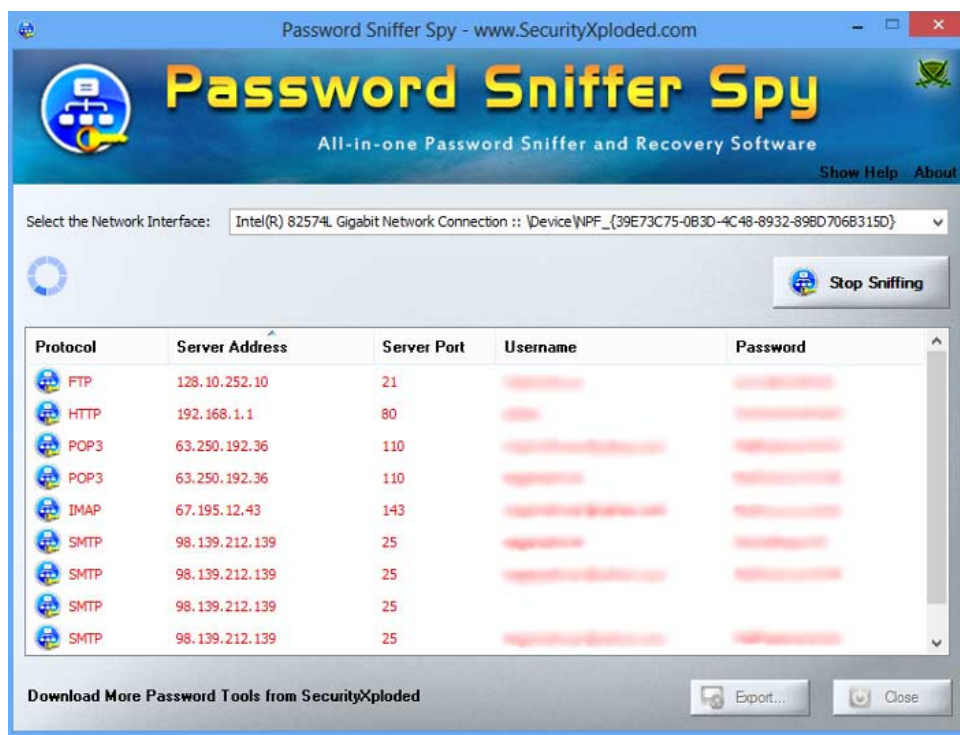 Password Sniffer Spy - www.SecurityXploded.com
Password Sniffer Spy
All-in-one Password Sniffer and Recovery Software
Show Help About
Select the Network Interface: Intel(R) 82574L Gigabit Network Connection :: \Device\NPF_{39E73C75-0B3D-4C48-8932-89BD706B315D}
Stop Sniffing
Protocol Server Address Server Port Username Password
FTP 128.10.252.10 21
HTTP 192.168.1.1 80
POP3 63.250.192.36 110
POP3 63.250.192.36 110
IMAP 67.195.12.43 143
SMTP 98.139.212.139 25
SMTP 98.139.212.139 25
SMTP 98.139.212.139 25
SMTP 98.139.212.139 25
Download More Password Tools from SecurityXploded
Export... Close